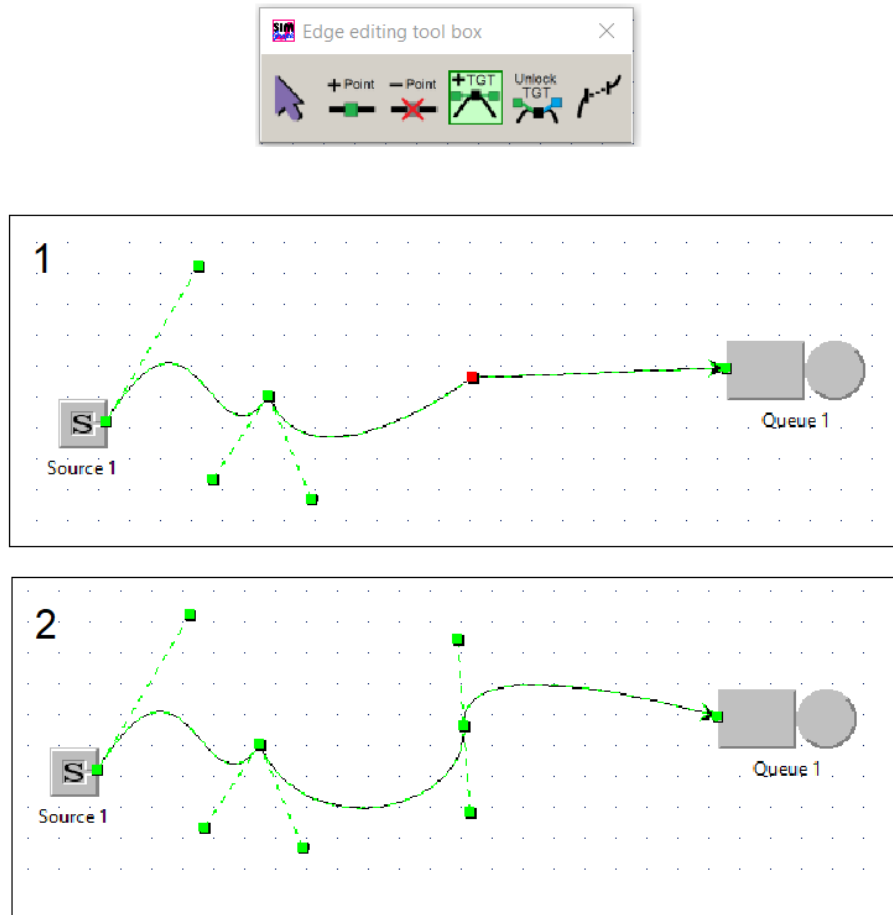 SIM
Edge editing tool box
+ Point
− Point
+TGT
Unlock
TGT
1
S
Source 1
Queue 1
2
S
Source 1
Queue 1